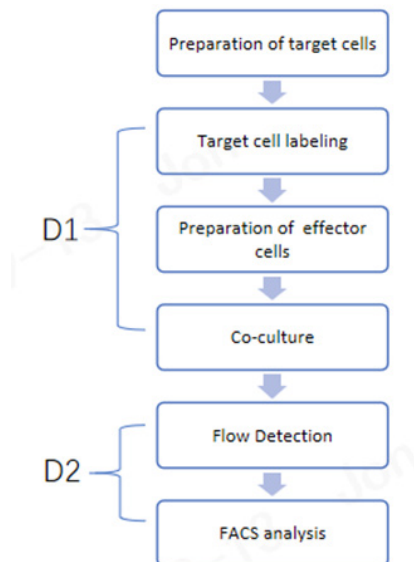 Preparation of target cells
Target cell labeling
D1
Preparation of effector
cells
Co-culture
Flow Detection
D2
FACS analysis